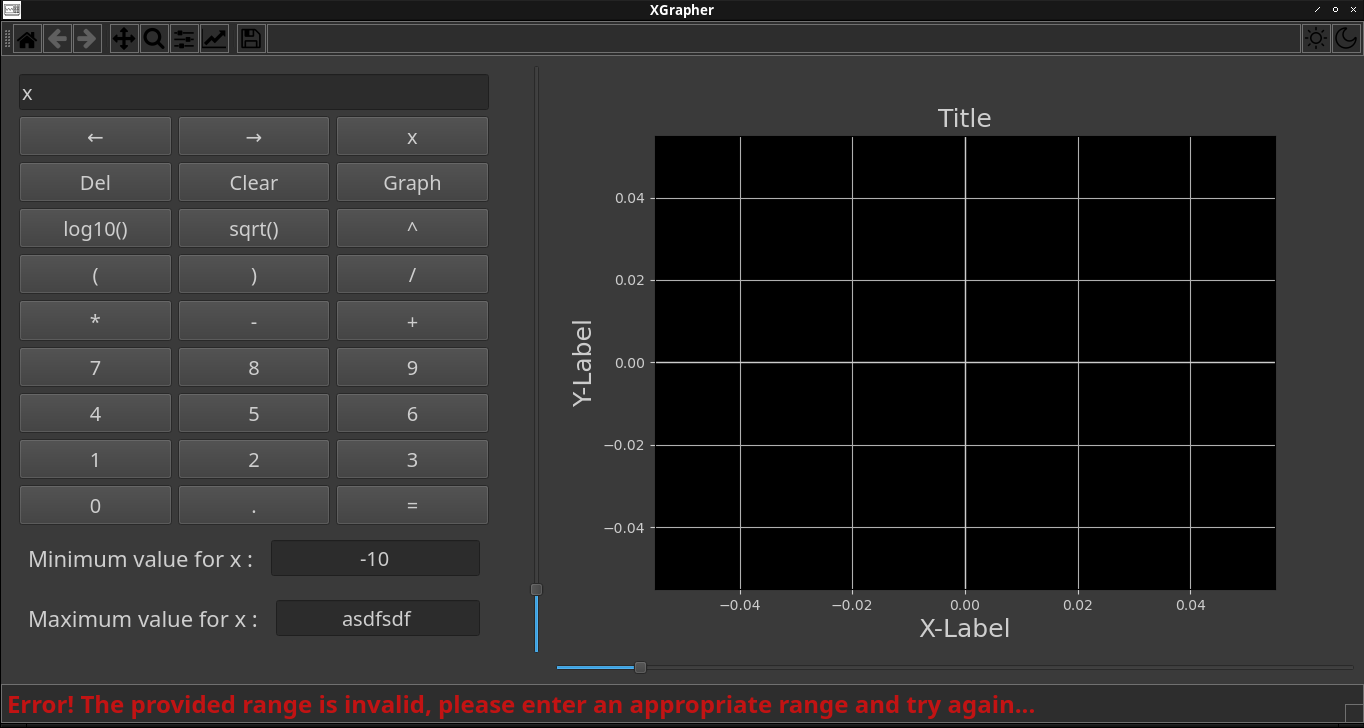 XGrapher
x
← → x
Del Clear Graph
log10() sqrt() ^
( ) /
* - +
7 8 9
4 5 6
1 2 3
0 . =
Minimum value for x : -10
Maximum value for x : asdfsdf
Title
Y-Label
0.04
0.02
0.00
−0.02
−0.04
−0.04 −0.02 0.00 0.02 0.04
X-Label
Error! The provided range is invalid, please enter an appropriate range and try again...